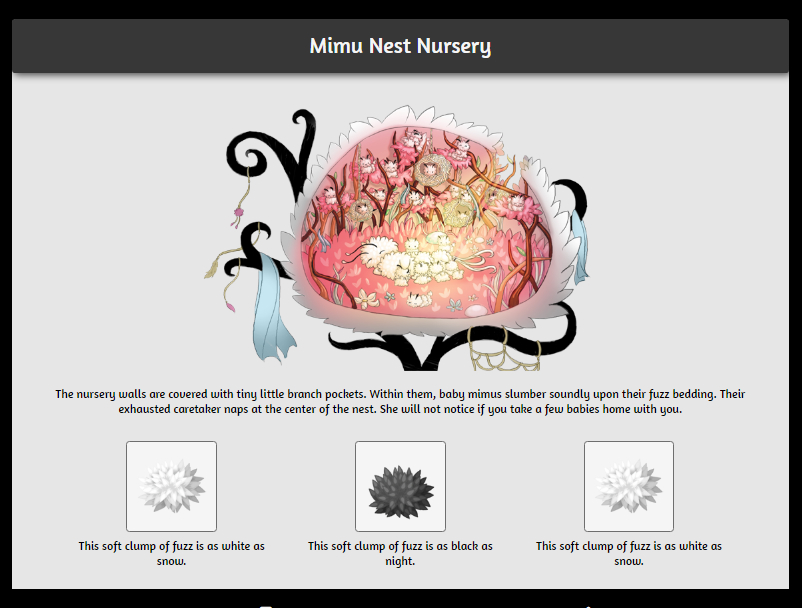 Mimu Nest Nursery
The nursery walls are covered with tiny little branch pockets. Within them, baby mimus slumber soundly upon their fuzz bedding. Their
exhausted caretaker naps at the center of the nest. She will not notice if you take a few babies home with you.
This soft clump of fuzz is as white as
snow.
This soft clump of fuzz is as black as
night.
This soft clump of fuzz is as white as
snow.